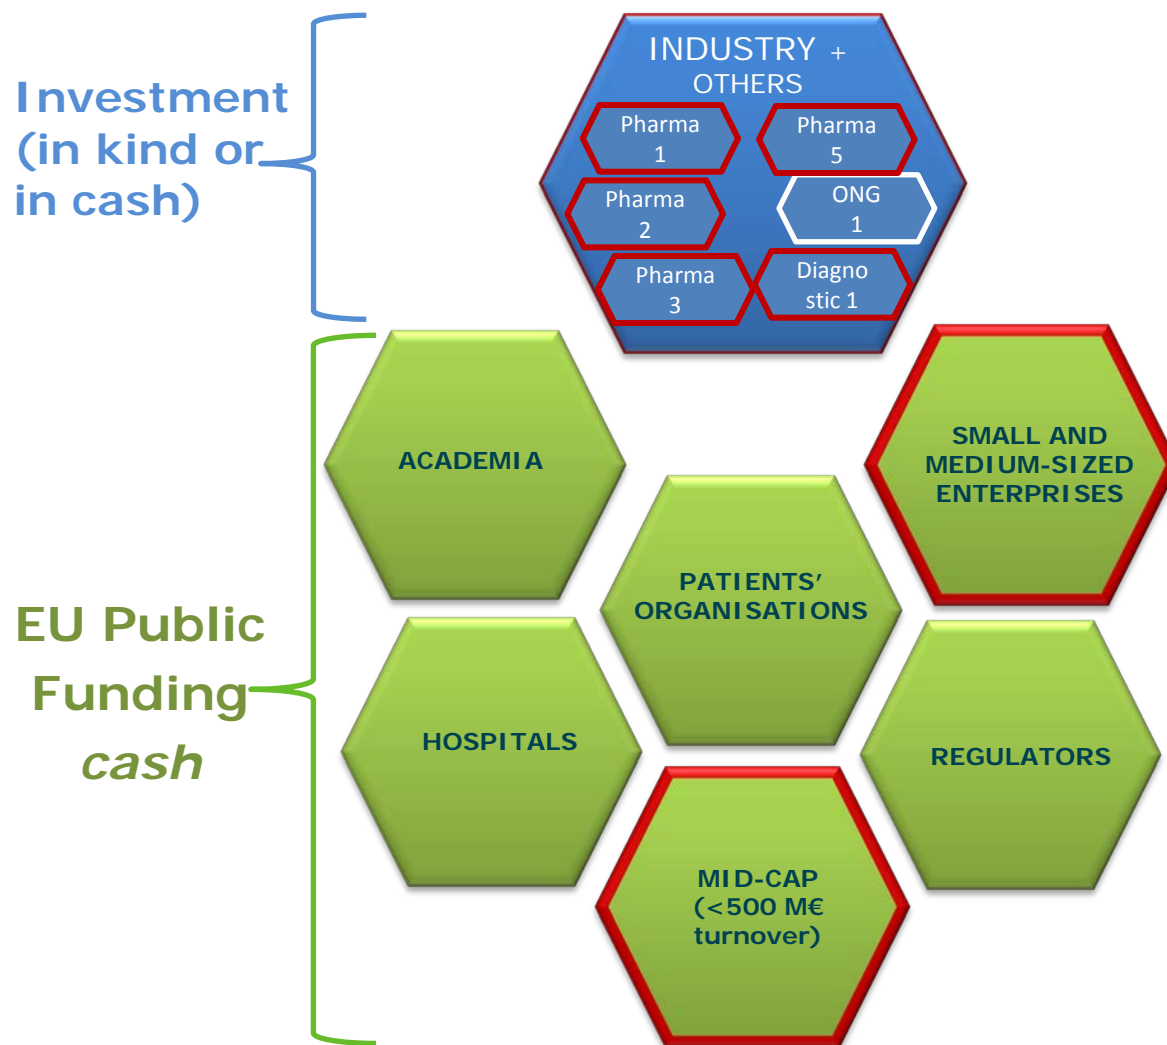 Investment
(in kind or
in cash)
INDUSTRY +
OTHERS
Pharma
1
Pharma
5
Pharma
2
ONG
1
Pharma
3
Diagno
stic 1
EU Public
Funding
cash
ACADEMIA
SMALL AND
MEDIUM-SIZED
ENTERPRISES
PATIENTS'
ORGANISATIONS
HOSPITALS
REGULATORS
MID-CAP
(<500 M€
turnover)